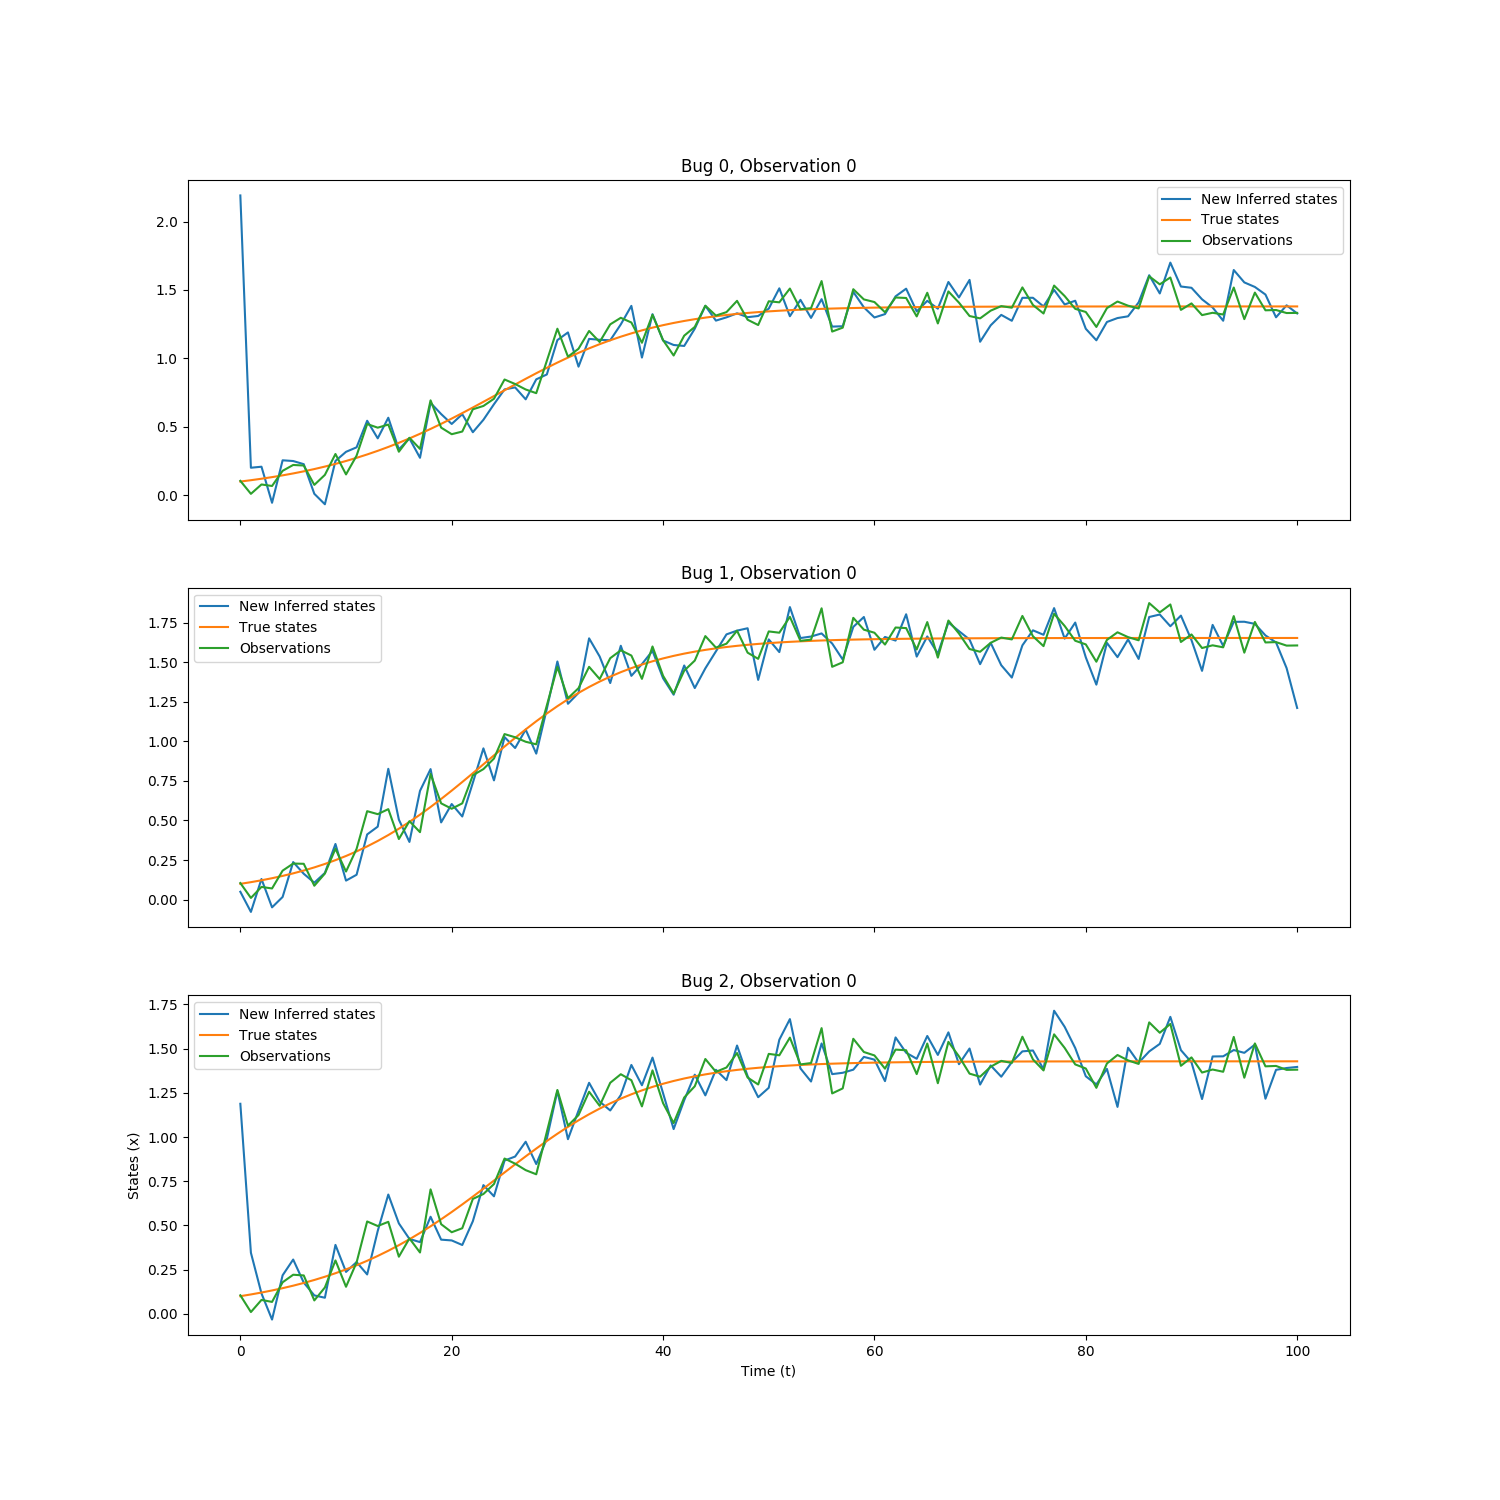 Bug 0, Observation 0
New Inferred states
True states
Observations
2.0
1.5
1.0
0.5
0.0
Bug 1, Observation 0
New Inferred states
True states
Observations
1.75
1.50
1.25
1.00
0.75
0.50
0.25
0.00
Bug 2, Observation 0
New Inferred states
True states
Observations
1.75
1.50
1.25
1.00
0.75
0.50
0.25
0.00
States (x)
0 20 40 60 80 100
Time (t)